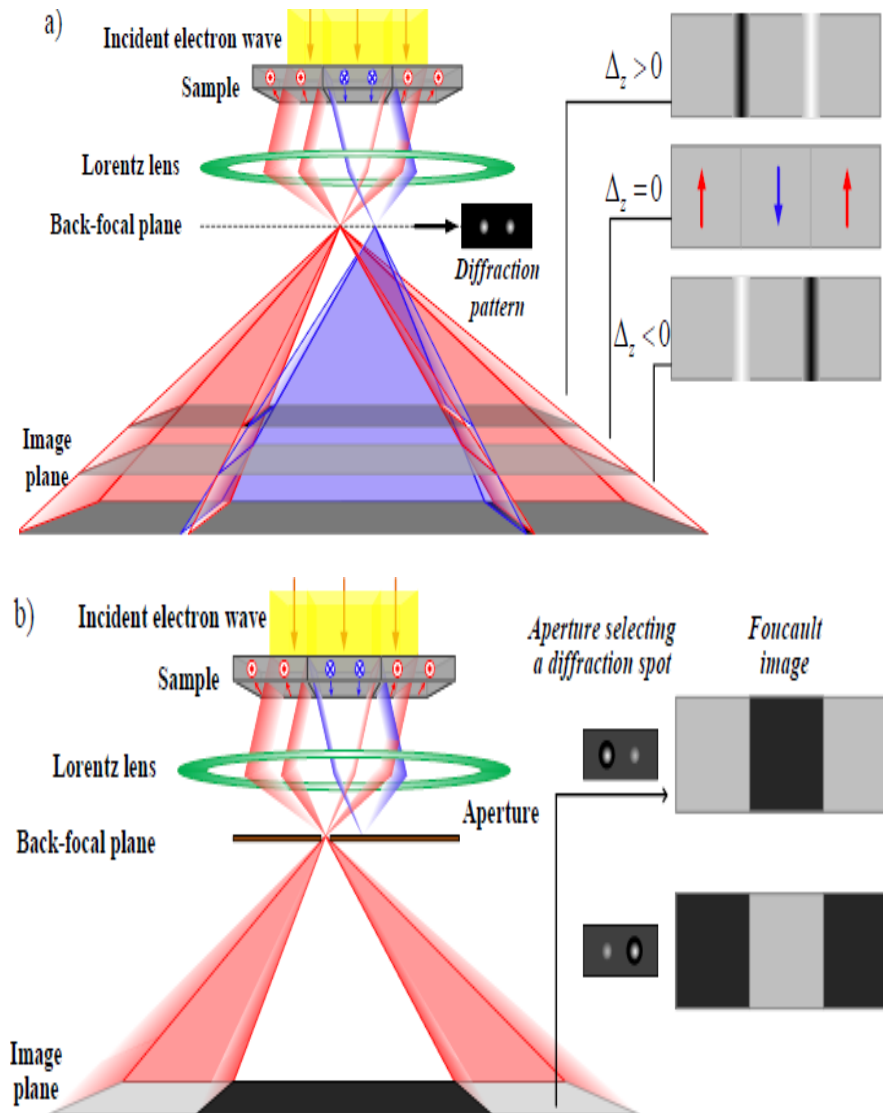 a)
Incident electron wave
Sample
Lorentz lens
Back-focal plane
Diffraction
pattern
Image
plane
Δz > 0
Δz = 0
Δz < 0
b)
Incident electron wave
Sample
Lorentz lens
Back-focal plane
Aperture
Image
plane
Aperture selecting
a diffraction spot
Foucault
image